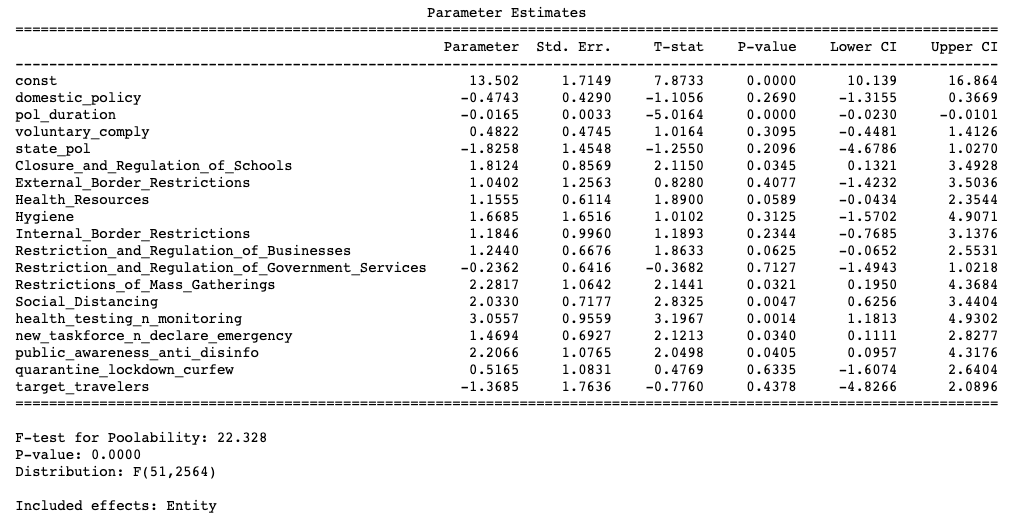 Parameter Estimates
==============================================================================
Parameter Std. Err. T-stat P-value Lower CI Upper CI
------------------------------------------------------------------------------
const 13.502 1.7149 7.8733 0.0000 10.139 16.864
domestic_policy -0.4743 0.4290 -1.1056 0.2690 -1.3155 0.3669
pol_duration -0.0165 0.0033 -5.0164 0.0000 -0.0230 -0.0101
voluntary_comply 0.4822 0.4745 1.0164 0.3095 -0.4481 1.4126
state_pol -1.8258 1.4548 -1.2550 0.2096 -4.6786 1.0270
Closure_and_Regulation_of_Schools 1.8124 0.8569 2.1150 0.0345 0.1321 3.4928
External_Border_Restrictions 1.0402 1.2563 0.8280 0.4077 -1.4232 3.5036
Health_Resources 1.1555 0.6114 1.8900 0.0589 -0.0434 2.3544
Hygiene 1.6685 1.6516 1.0102 0.3125 -1.5702 4.9071
Internal_Border_Restrictions 1.1846 0.9960 1.1893 0.2344 -0.7685 3.1376
Restriction_and_Regulation_of_Businesses 1.2440 0.6676 1.8633 0.0625 -0.0652 2.5531
Restriction_and_Regulation_of_Government_Services -0.2362 0.6416 -0.3682 0.7127 -1.4943 1.0218
Restrictions_of_Mass_Gatherings 2.2817 1.0642 2.1441 0.0321 0.1950 4.3684
Social_Distancing 2.0330 0.7177 2.8325 0.0047 0.6256 3.4404
health_testing_n_monitoring 3.0557 0.9559 3.1967 0.0014 1.1813 4.9302
new_taskforce_n_declare_emergency 1.4694 0.6927 2.1213 0.0340 0.1111 2.8277
public_awareness_anti_disinfo 2.2066 1.0765 2.0498 0.0405 0.0957 4.3176
quarantine_lockdown_curfew 0.5165 1.0831 0.4769 0.6335 -1.6074 2.6404
target_travelers -1.3685 1.7636 -0.7760 0.4378 -4.8266 2.0896
==============================================================================
F-test for Poolability: 22.328
P-value: 0.0000
Distribution: F(51,2564)
Included effects: Entity